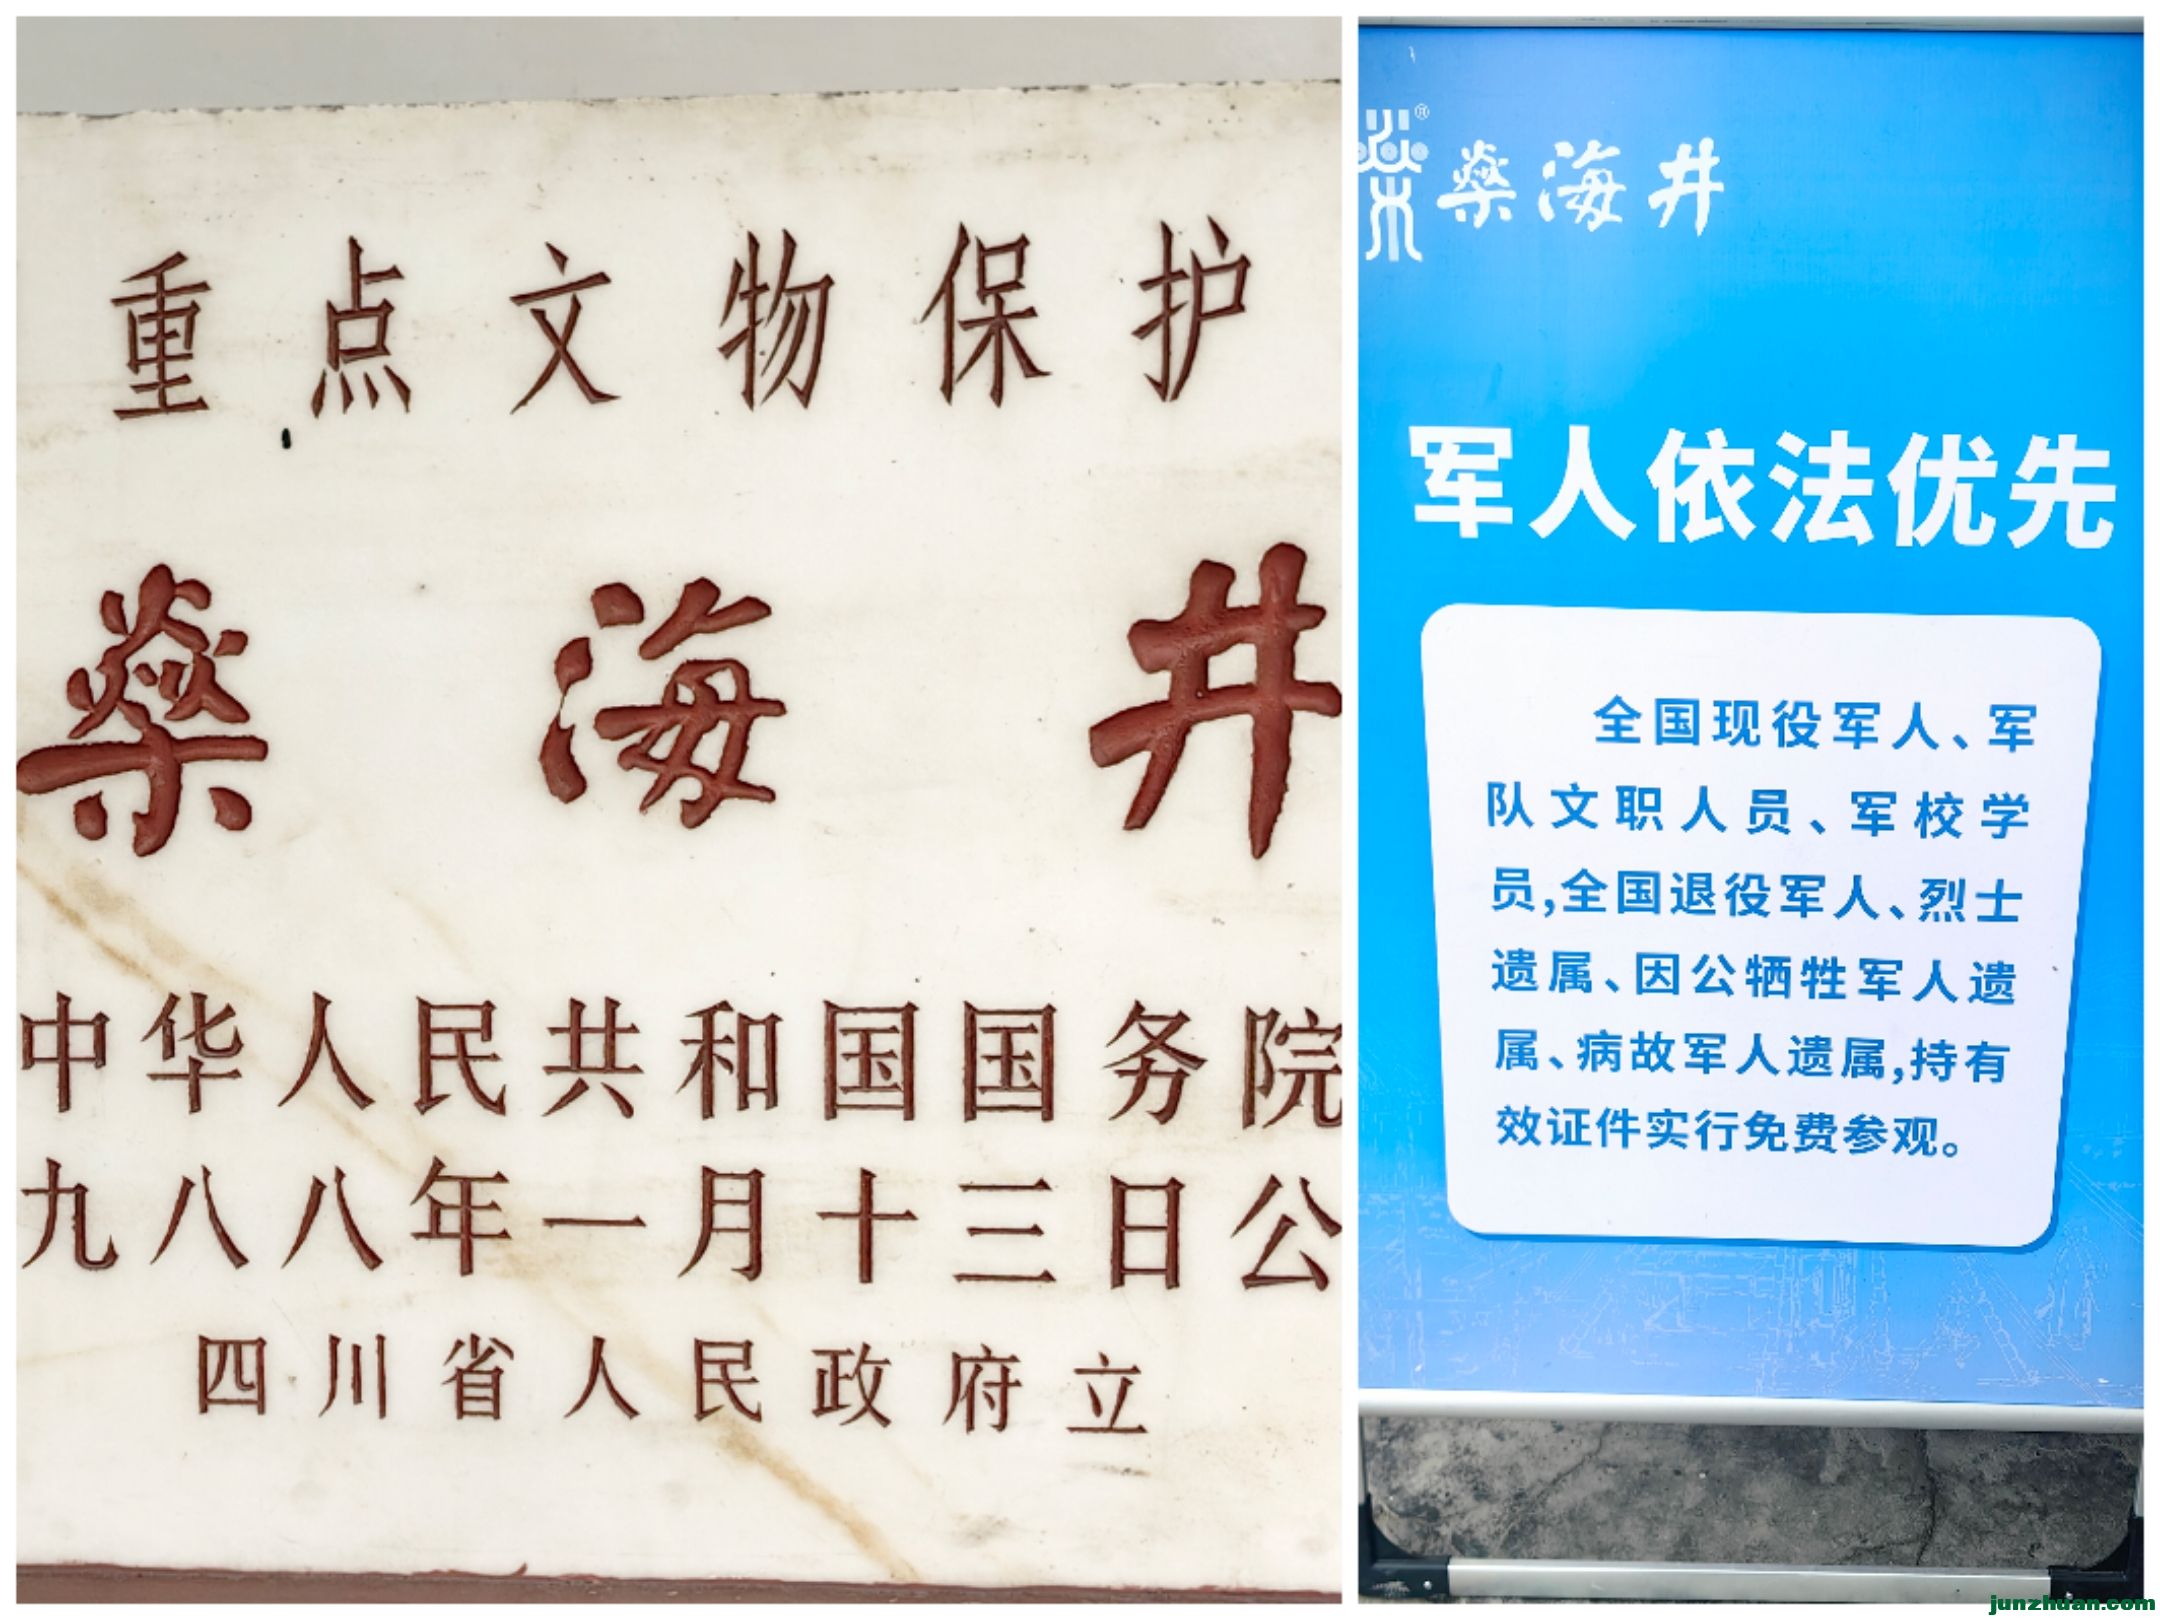 重点文物保护
燊海井
中华人民共和国国务院
九八八年一月十三日公
四川省人民政府立
燊海井
军人依法优先
全国现役军人、军
队文职人员、军校学
员,全国退役军人、烈士
遗属、因公牺牲军人遗
属、病故军人遗属,持有
效证件实行免费参观。
junzhuan.com